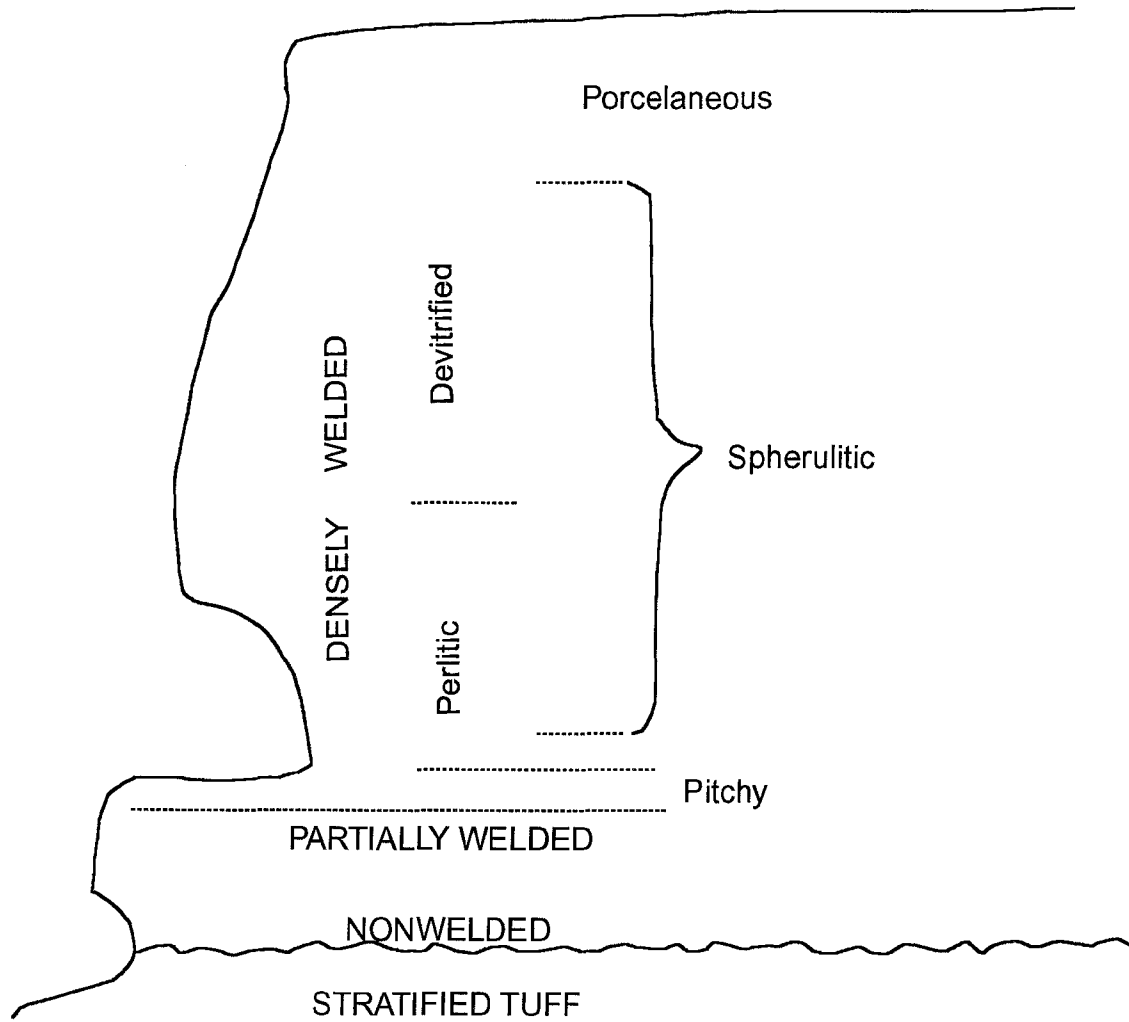 Porcelaneous
Devitrified
DENSELY WELDED
Spherulitic
Perlitic
Pitchy
PARTIALLY WELDED
NONWELDED
STRATIFIED TUFF